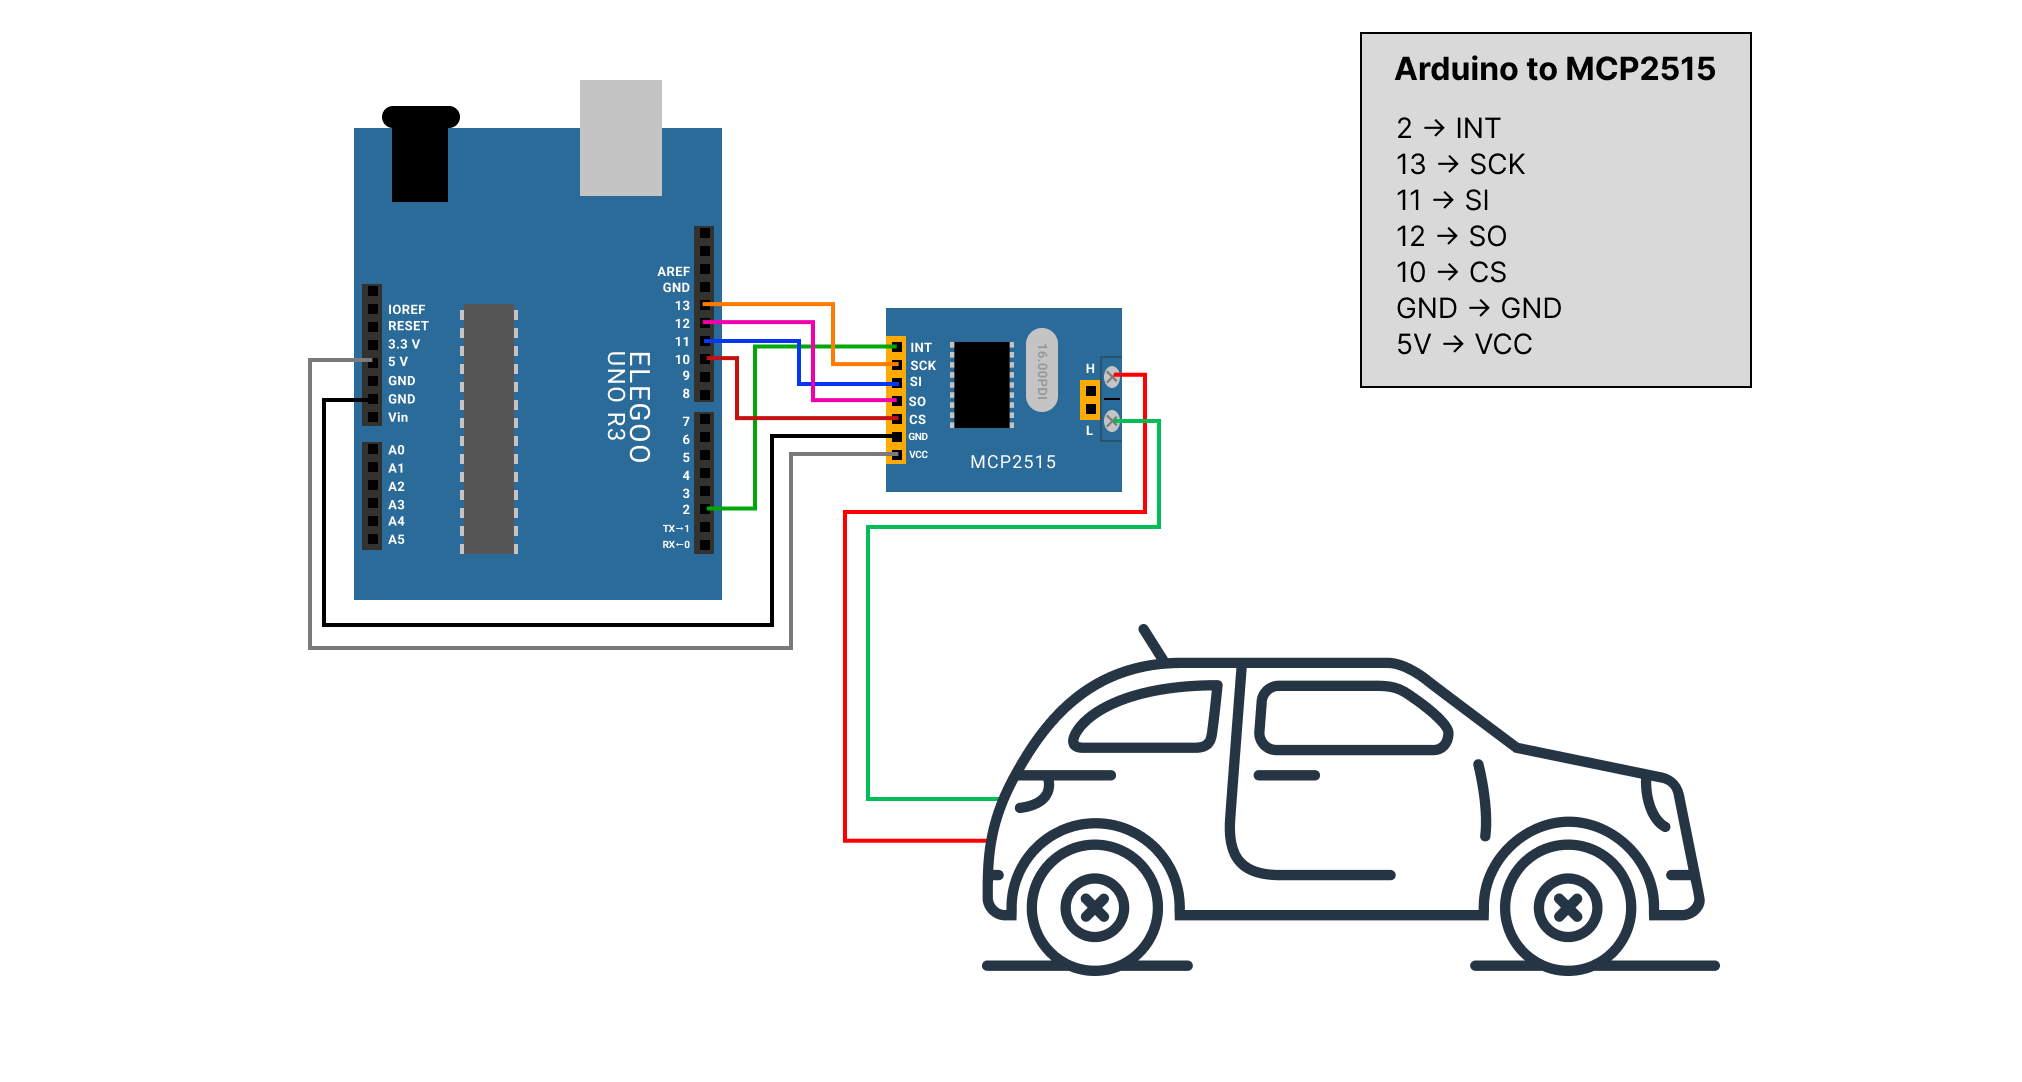 Arduino to MCP2515
2 → INT
13 → SCK
11 → SI
12 → SO
10 → CS
GND → GND
5V → VCC
IOREF
RESET
3.3 V
5 V
GND
GND
Vin
A0
A1
A2
A3
A4
A5
ELEGOO
UNO R3
AREF
GND
13
12
11
10
9
8
7
6
5
4
3
2
TX→1
RX←0
INT
SCK
SI
SO
CS
GND
VCC
16.00PDI
H
L
MCP2515